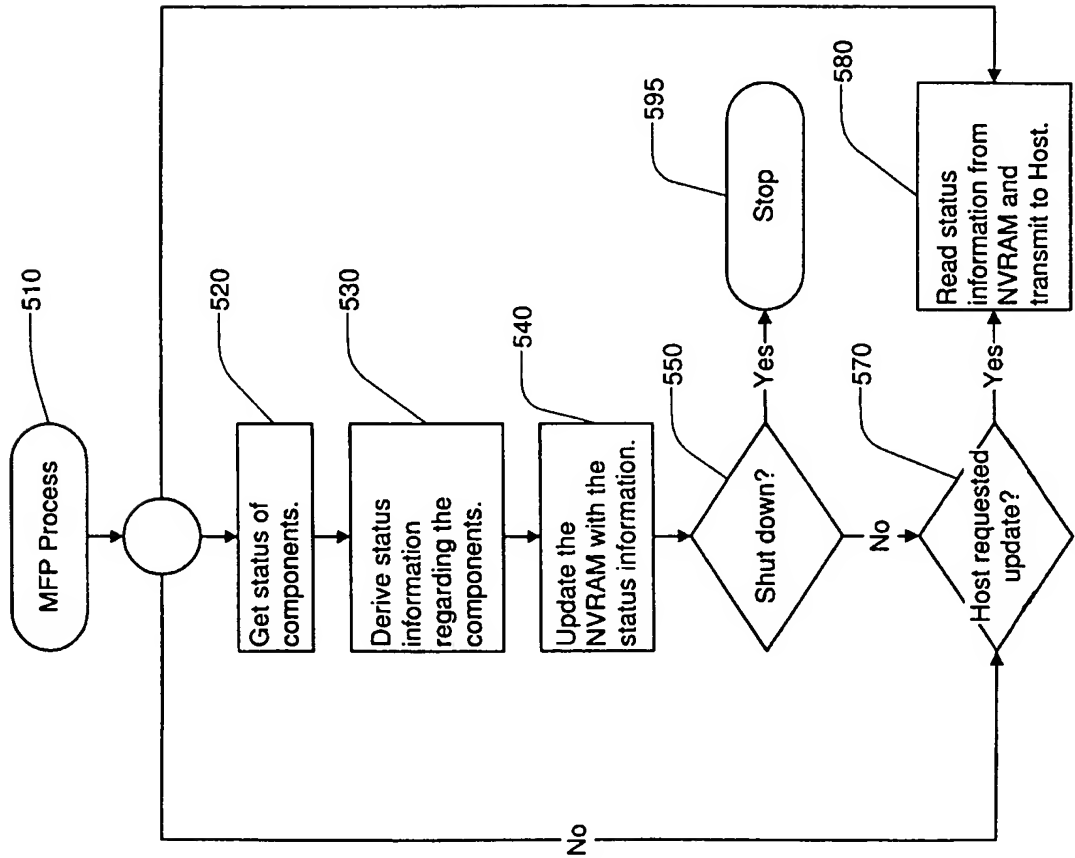 MFP Process
510
Get status of
components.
520
Derive status
information
regarding the
components.
530
Update the
NVRAM with the
status information.
540
Shut down?
550
Yes
Stop
595
No
Host requested
update?
570
Yes
Read status
information from
NVRAM and
transmit to Host.
580
No